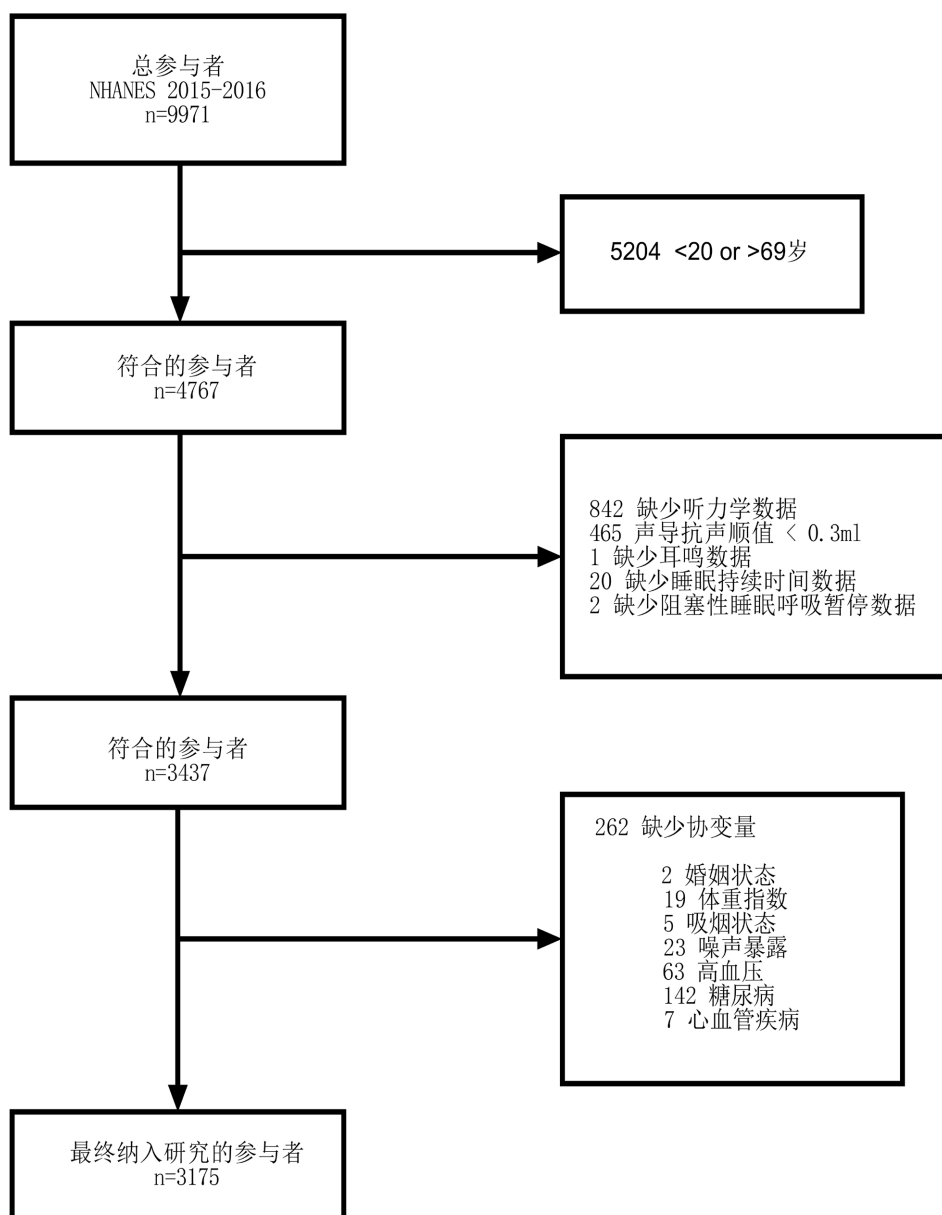 总参与者
NHANES 2015-2016
n=9971
5204 <20 or >69岁
符合的参与者
n=4767
842 缺少听力学数据
465 声导抗声顺值 < 0.3ml
1 缺少耳鸣数据
20 缺少睡眠持续时间数据
2 缺少阻塞性睡眠呼吸暂停数据
符合的参与者
n=3437
262 缺少协变量
2 婚姻状态
19 体重指数
5 吸烟状态
23 噪声暴露
63 高血压
142 糖尿病
7 心血管疾病
最终纳入研究的参与者
n=3175